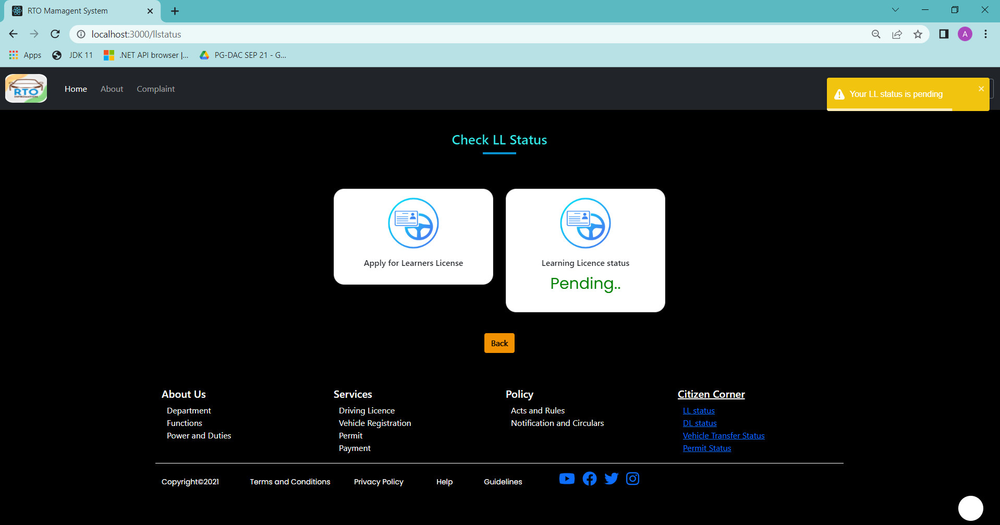 RTO Mamagent System
localhost:3000/llstatus
A
Apps JDK 11 .NET API browser |... PG-DAC SEP 21 - G...
RTO
INFROMATION
Home About Complaint
Your LL status is pending
Check LL Status
Apply for Learners License
Learning Licence status
Pending..
Back
About Us
Department
Functions
Power and Duties
Services
Driving Licence
Vehicle Registration
Permit
Payment
Policy
Acts and Rules
Notification and Circulars
Citizen Corner
LL status
DL status
Vehicle Transfer Status
Permit Status
Copyright©2021 Terms and Conditions Privacy Policy Help Guidelines